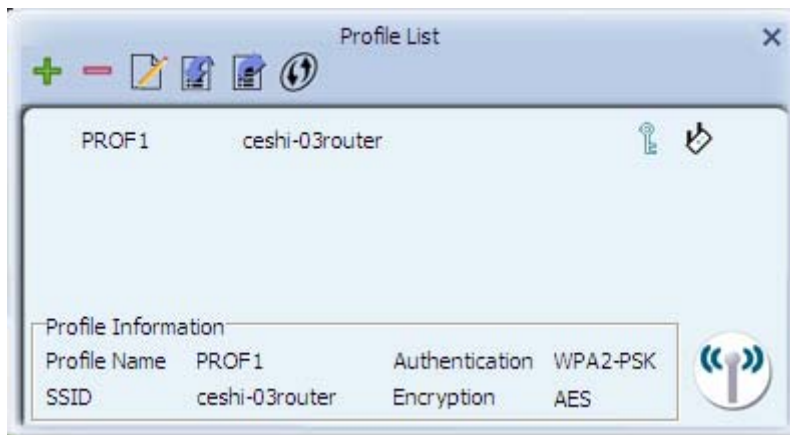 Profile List
PROF1 ceshi-03router
Profile Information
Profile Name PROF1 Authentication WPA2-PSK
SSID ceshi-03router Encryption AES